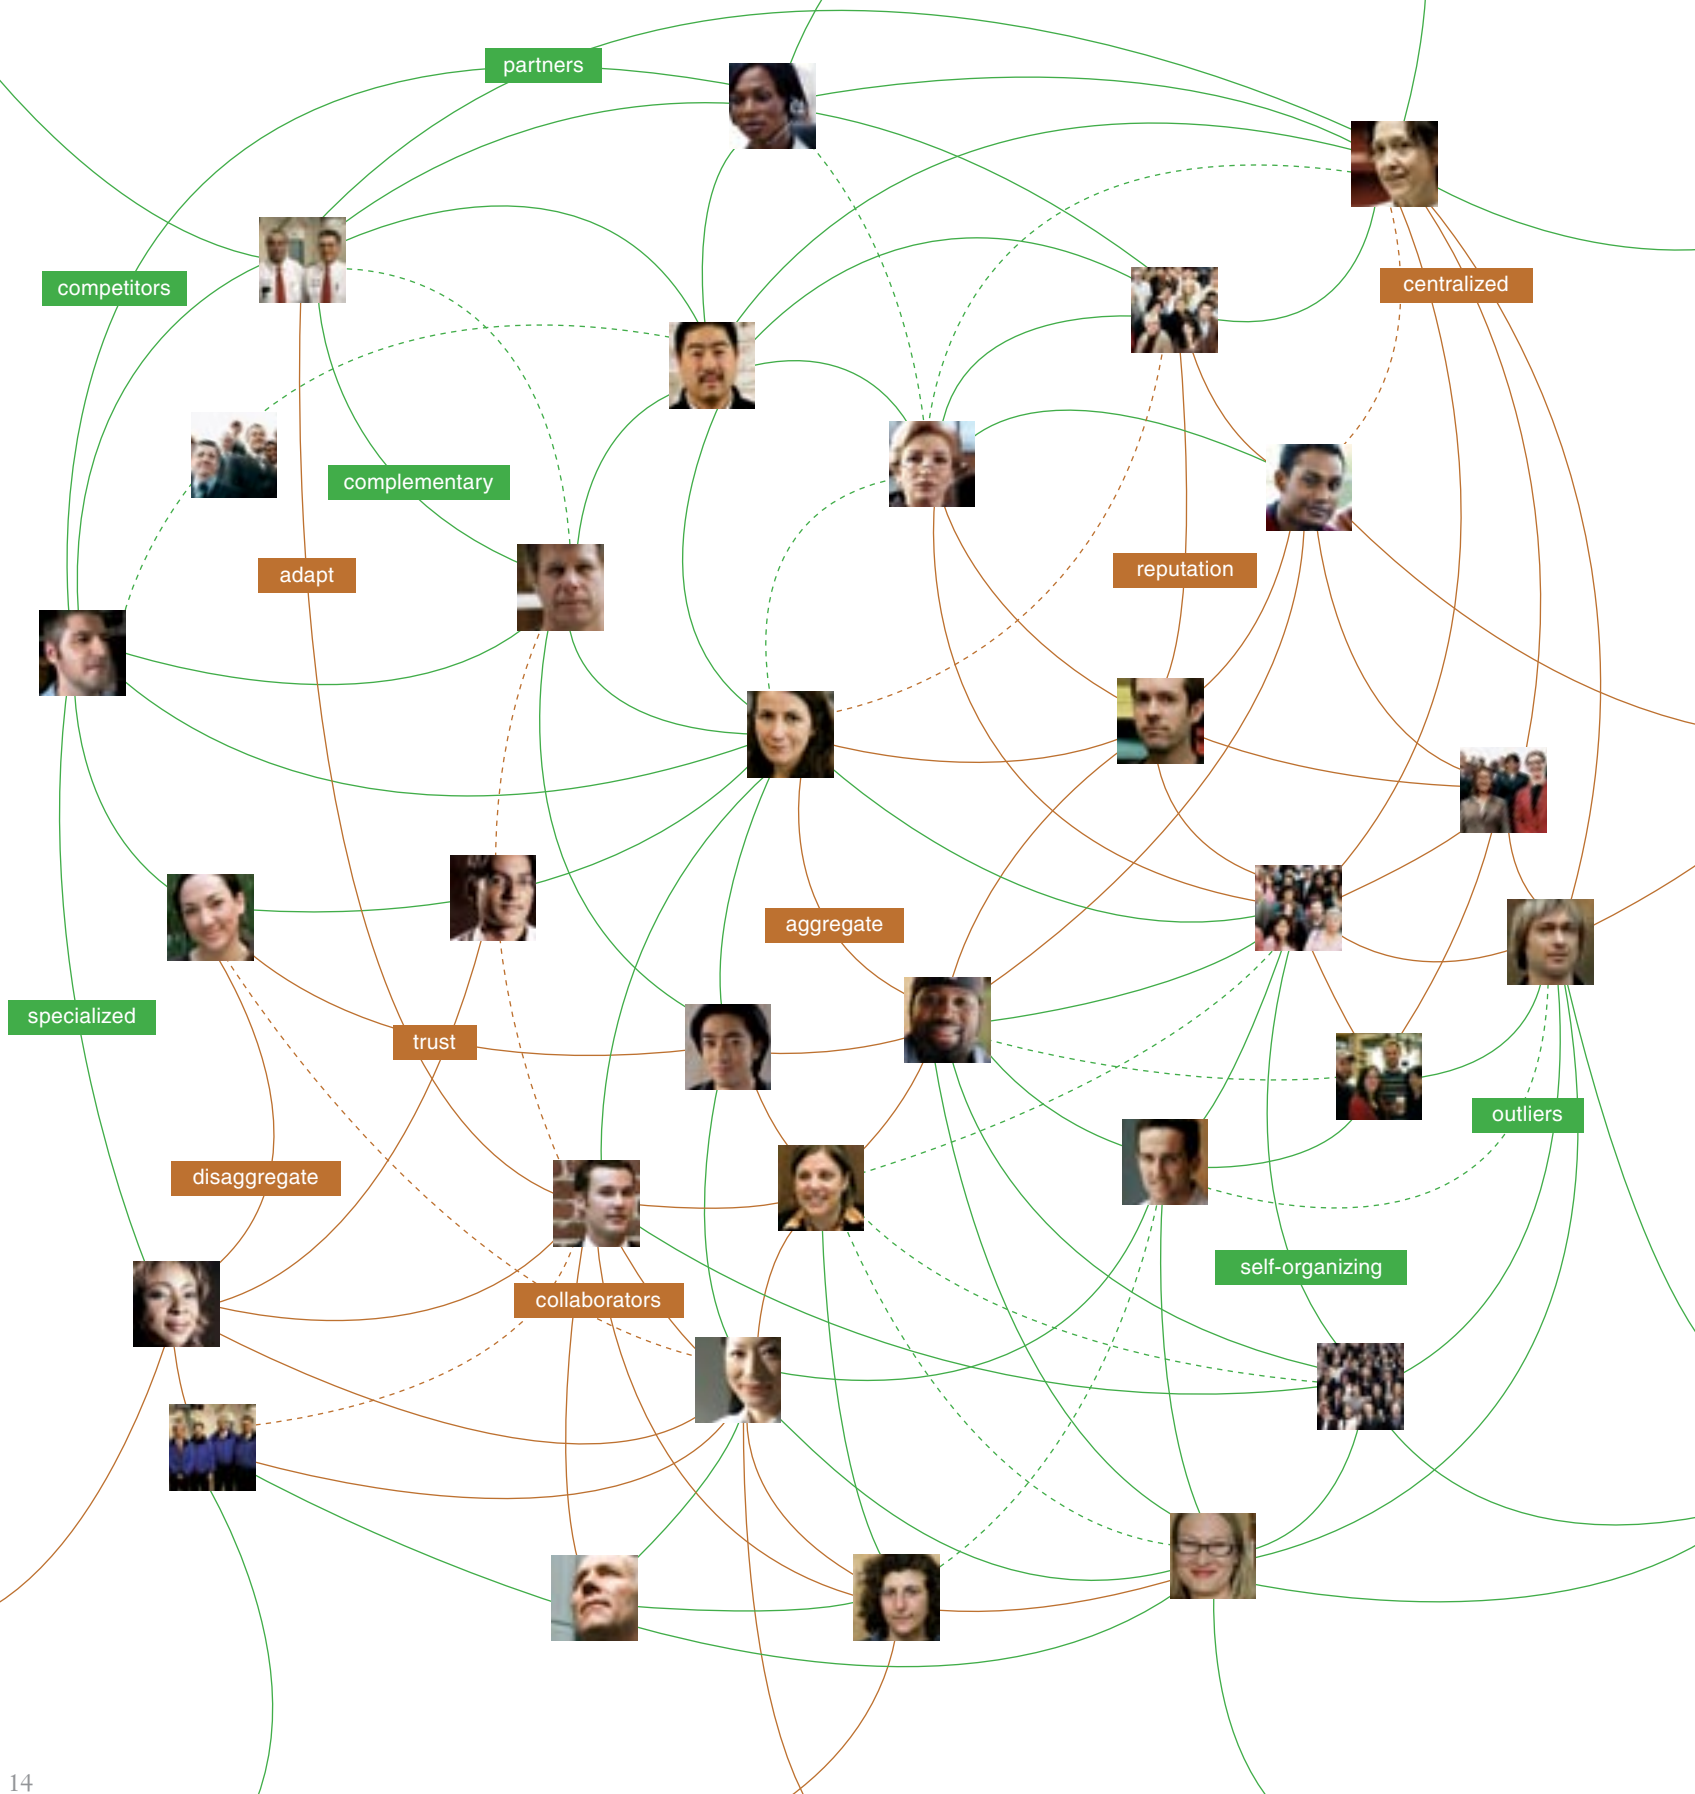 partners
competitors
centralized
complementary
adapt
reputation
aggregate
specialized
trust
outliers
disaggregate
self-organizing
collaborators
14